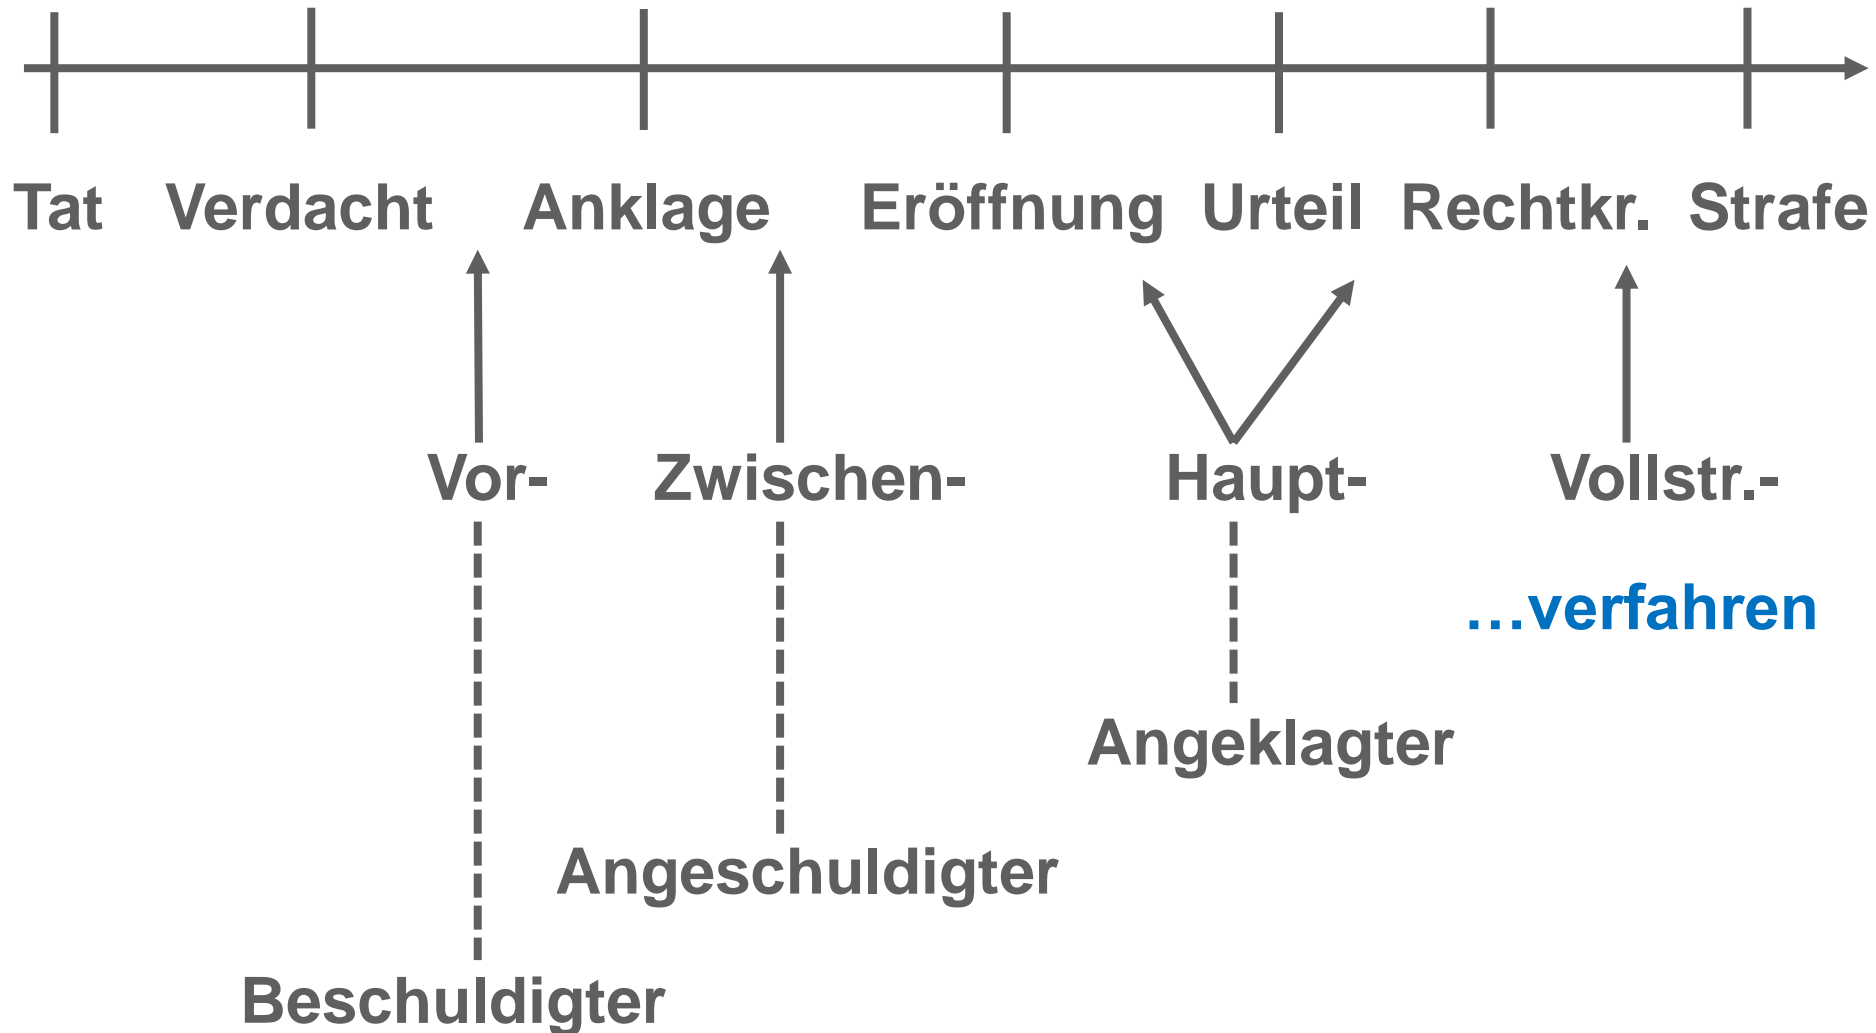 Tat Verdacht Anklage Eröffnung Urteil Rechtkr. Strafe
Vor- Zwischen- Haupt- Vollstr.-
…verfahren
Angeklagter
Angeschuldigter
Beschuldigter